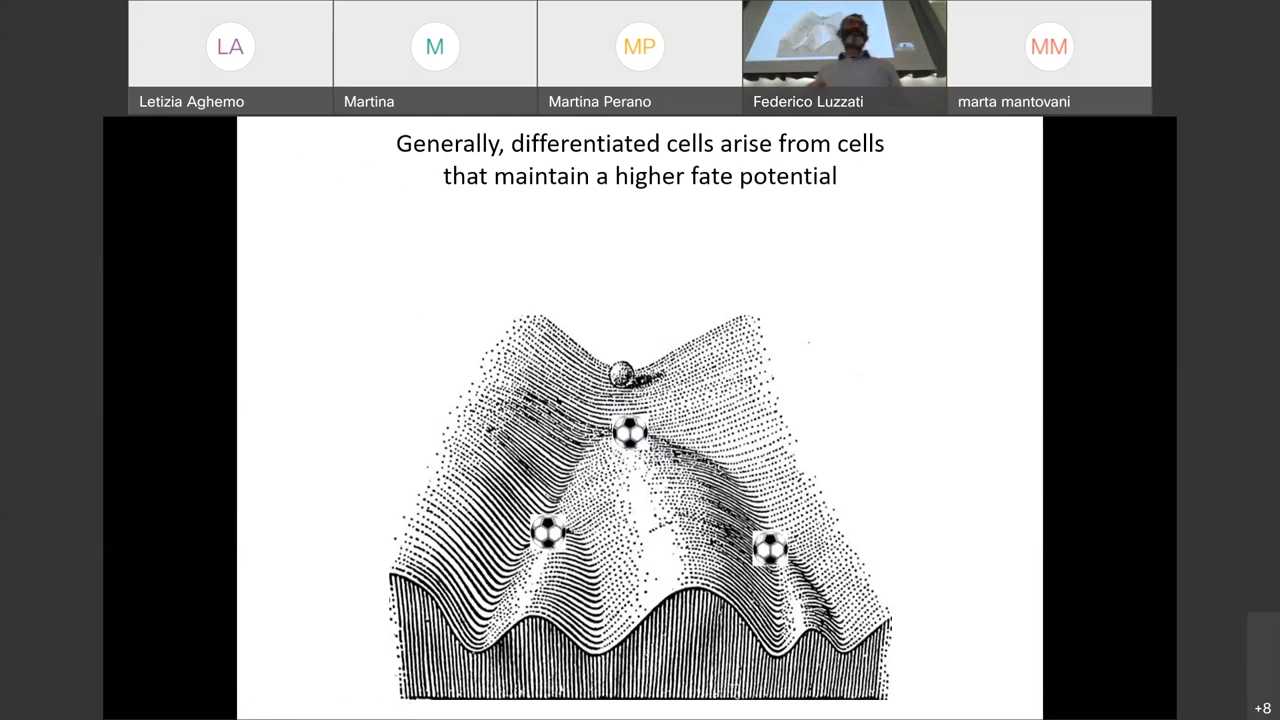 LA
M
MP
MM
Letizia Aghemo
Martina
Martina Perano
Federico Luzzati
marta mantovani
Generally, differentiated cells arise from cells
that maintain a higher fate potential
+8